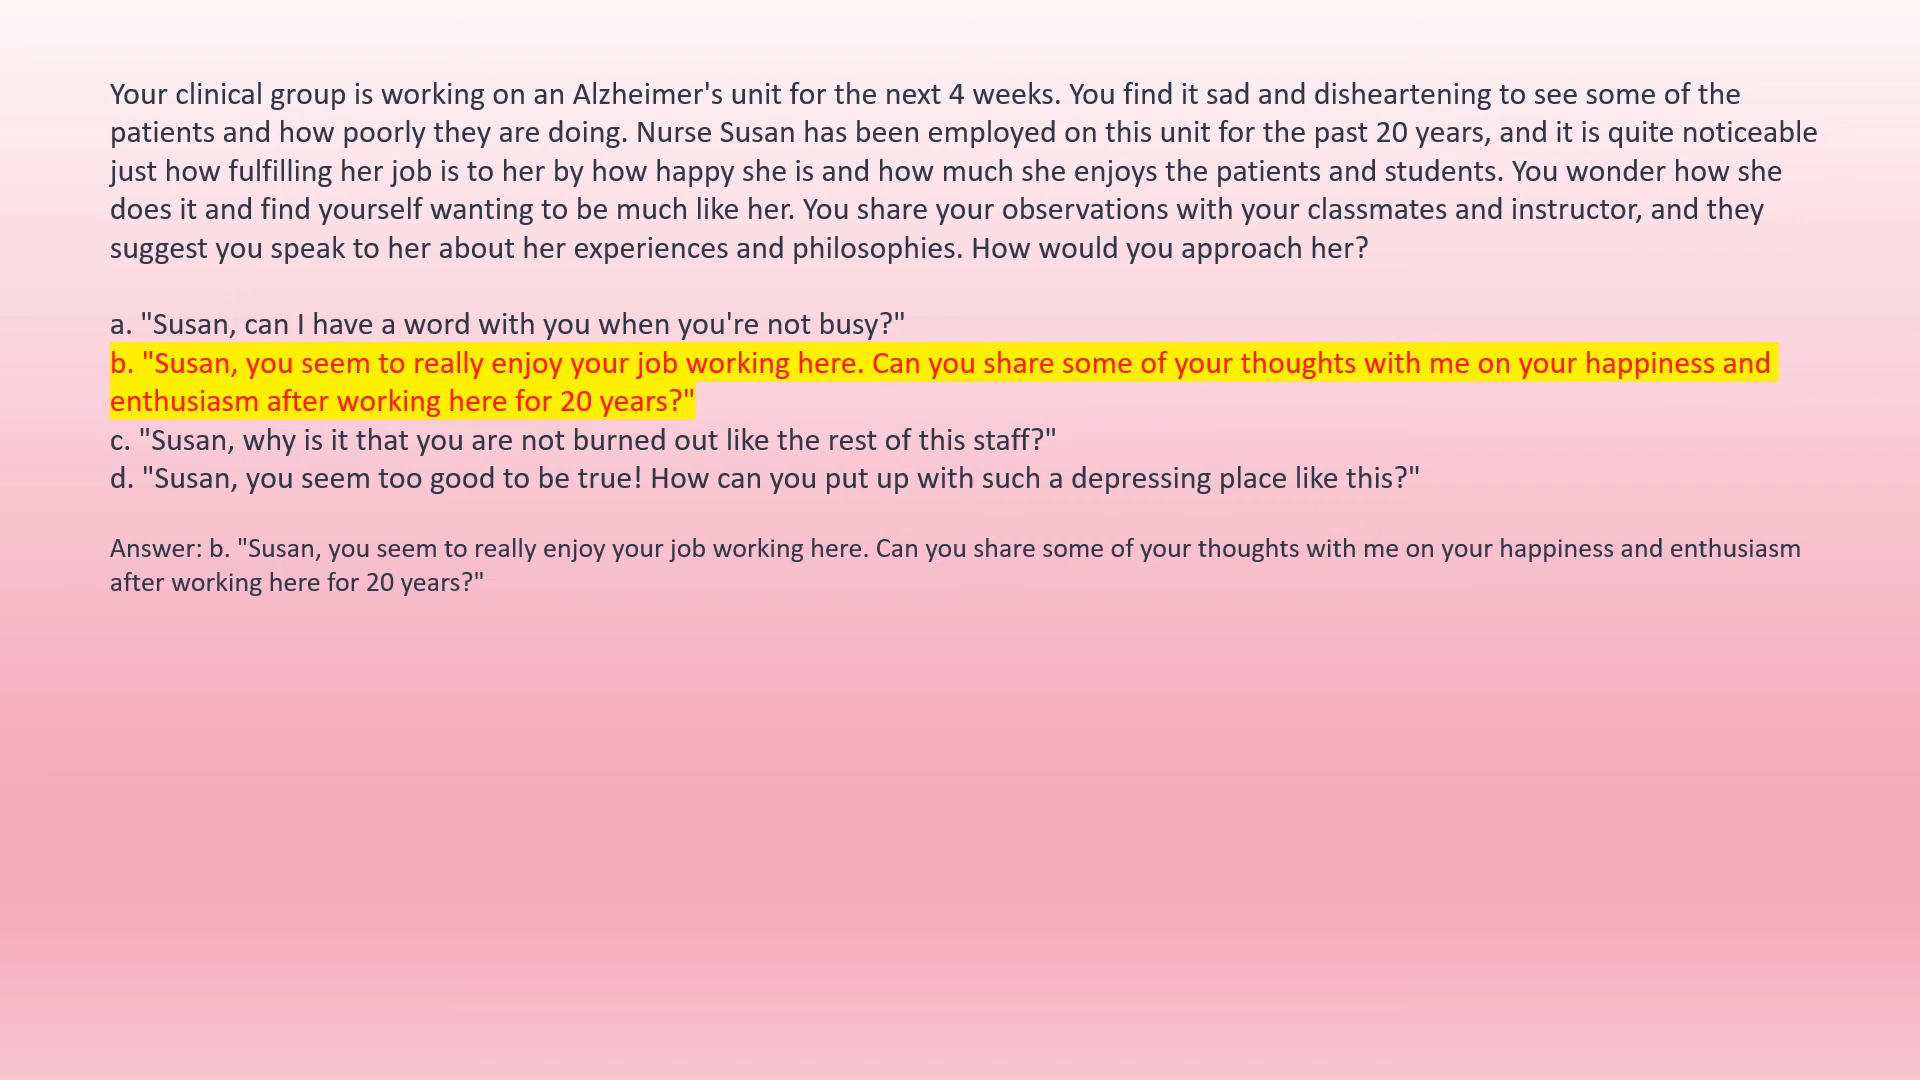 Your clinical group is working on an Alzheimer's unit for the next 4 weeks. You find it sad and disheartening to see some of the
patients and how poorly they are doing. Nurse Susan has been employed on this unit for the past 20 years, and it is quite noticeable
just how fulfilling her job is to her by how happy she is and how much she enjoys the patients and students. You wonder how she
does it and find yourself wanting to be much like her. You share your observations with your classmates and instructor, and they
suggest you speak to her about her experiences and philosophies. How would you approach her?
a. "Susan, can I have a word with you when you're not busy?"
b. "Susan, you seem to really enjoy your job working here. Can you share some of your thoughts with me on your happiness and
enthusiasm after working here for 20 years?"
c. "Susan, why is it that you are not burned out like the rest of this staff?"
d. "Susan, you seem too good to be true! How can you put up with such a depressing place like this?"
Answer: b. "Susan, you seem to really enjoy your job working here. Can you share some of your thoughts with me on your happiness and enthusiasm
after working here for 20 years?"